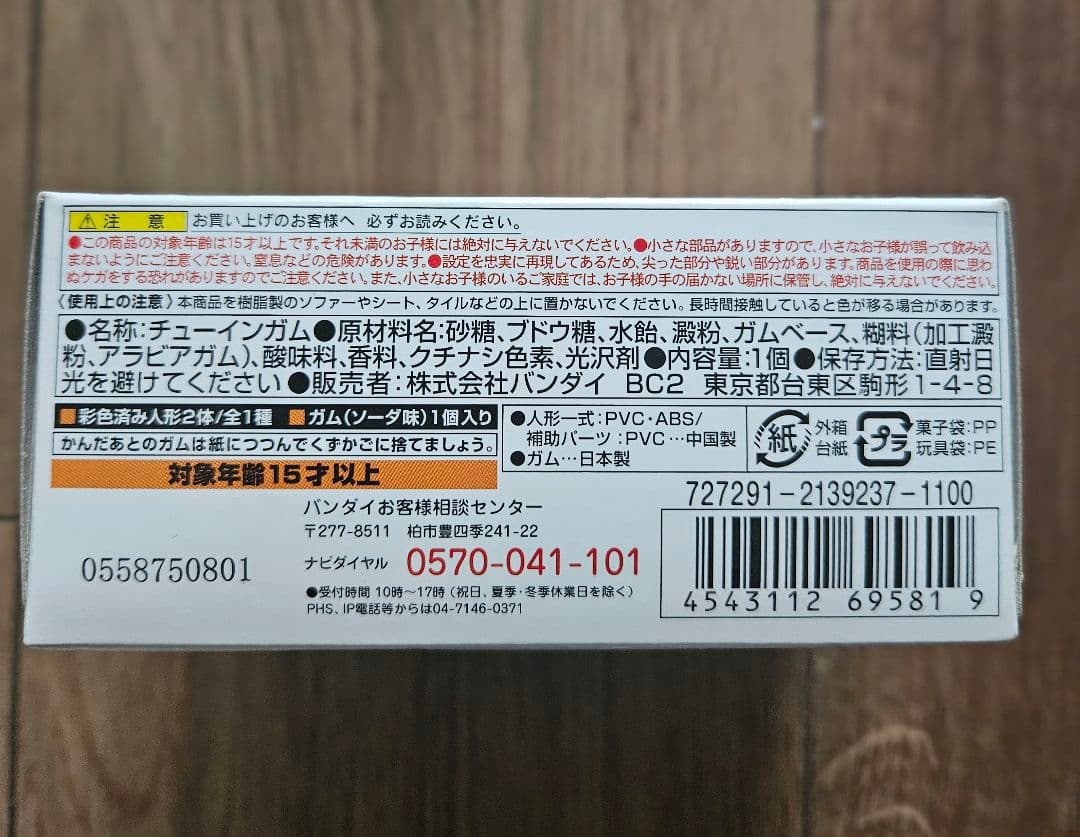 ⚠注　意 お買い上げのお客様へ 必ずお読みください。
●この商品の対象年齢は15才以上です。それ未満のお子様には絶対に与えないでください。●小さな部品がありますので、小さなお子様が誤って飲み込
まないようにご注意ください。窒息などの危険があります。●設定を忠実に再現してあるため、尖った部分や鋭い部分があります。商品を使用の際に思わ
ぬケガをする恐れがありますのでご注意ください。また、小さなお子様のいるご家庭では、お子様の手の届かない場所に保管し、絶対に与えないでください。
〈使用上の注意〉本商品を樹脂製のソファーやシート、タイルなどの上に置かないでください。長時間接触していると色が移る場合があります。
●名称:チューインガム●原材料名:砂糖、ブドウ糖、水飴、澱粉、ガムベース、糊料(加工澱
粉、アラビアガム)、酸味料、香料、クチナシ色素、光沢剤●内容量:1個●保存方法:直射日
光を避けてください●販売者:株式会社バンダイ BC2 東京都台東区駒形1-4-8
■彩色済み人形2体/全1種 ■ガム(ソーダ味)1個入り
かんだあとのガムは紙につつんでくずかごに捨てましょう。
対象年齢15才以上
●人形一式:PVC・ABS/
補助パーツ:PVC…中国製
●ガム…日本製
紙 外箱
台紙
プラ 菓子袋:PP
玩具袋:PE
バンダイお客様相談センター
〒277-8511 柏市豊四季241-22
ナビダイヤル 0570-041-101
●受付時間 10時〜17時(祝日、夏季・冬季休業日を除く)
PHS、IP電話等からは04-7146-0371
0558750801
727291-2139237-1100
4543112 695819